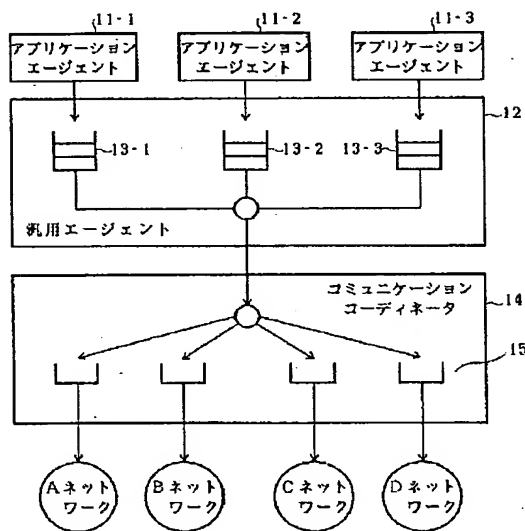 11-1
11-2
11-3
アプリケーション
エージェント
アプリケーション
エージェント
アプリケーション
エージェント
12
13-1
13-2
13-3
汎用エージェント
コミュニケーション
コーディネータ
14
15
Aネット
ワーク
Bネット
ワーク
Cネット
ワーク
Dネット
ワーク